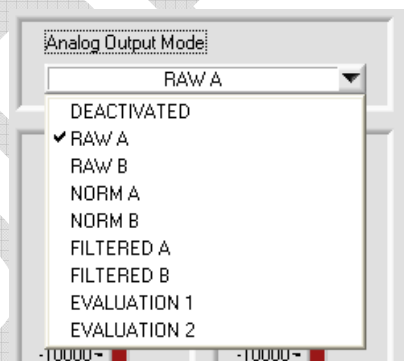 Analog Output Mode
RAW A
DEACTIVATED
RAW A
RAW B
NORM A
NORM B
FILTERED A
FILTERED B
EVALUATION 1
EVALUATION 2
-10000 -10000